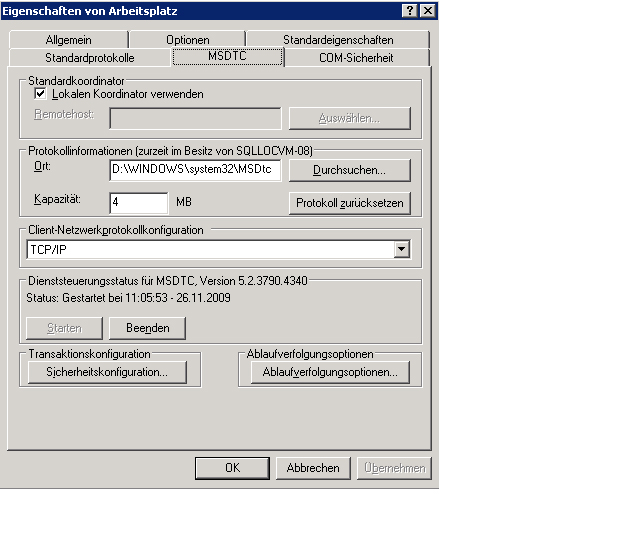 Eigenschaften von Arbeitsplatz
Allgemein Optionen Standardeigenschaften
Standardprotokolle MSDTC COM-Sicherheit
Standardkoordinator
Lokalen Koordinator verwenden
Remotehost: Auswählen...
Protokollinformationen (zurzeit im Besitz von SQLLOCVM-08)
Ort: D:\WINDOWS\system32\MSDtc Durchsuchen...
Kapazität: 4 MB Protokoll zurücksetzen
Client-Netzwerkprotokollkonfiguration
TCP/IP
Dienststeuerungsstatus für MSDTC, Version 5.2.3790.4340
Status: Gestartet bei 11:05:53 - 26.11.2009
Starten Beenden
Transaktionskonfiguration Ablaufverfolgungsoptionen
Sicherheitskonfiguration... Ablaufverfolgungsoptionen...
OK Abbrechen Übernehmen